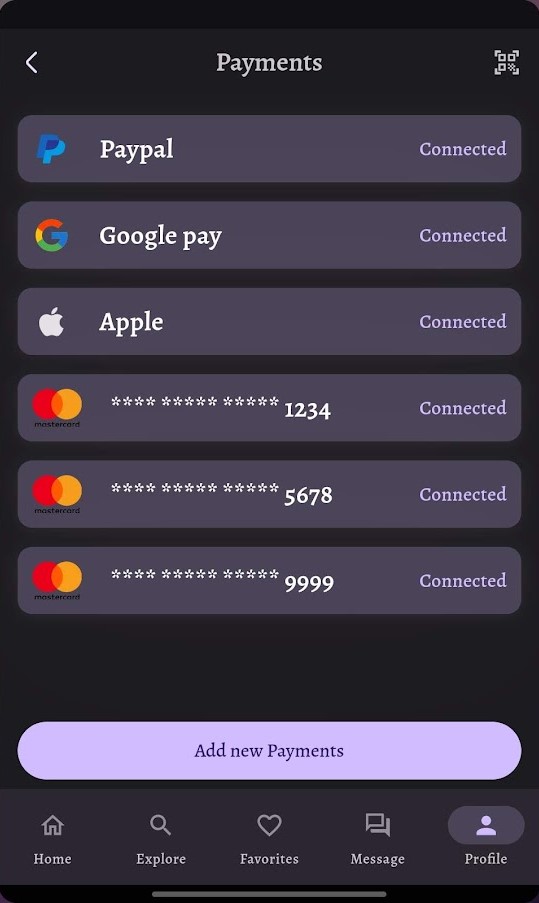 Payments
Paypal Connected
Google pay Connected
Apple Connected
mastercard **** ***** ***** 1234 Connected
mastercard **** ***** ***** 5678 Connected
mastercard **** ***** ***** 9999 Connected
Add new Payments
Home Explore Favorites Message Profile